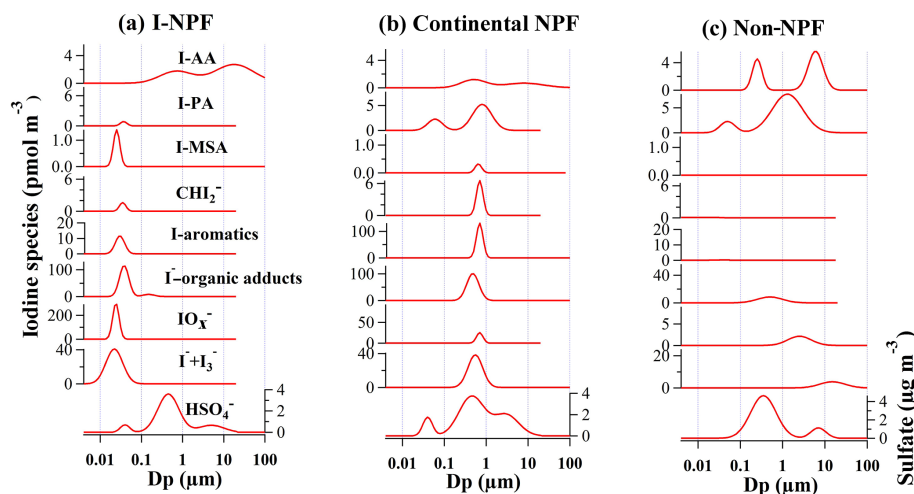 (a) I-NPF
(b) Continental NPF
(c) Non-NPF
Iodine species (pmol m⁻³)
Sulfate (µg m⁻³)
4
0
I-AA
6
0
I-PA
1.0
0.0
I-MSA
6
0
CHI₂⁻
20
10
0
I-aromatics
100
0
I⁻–organic adducts
200
0
IOₓ⁻
40
0
I⁻+I₃⁻
HSO₄⁻
4
2
0
0.01 0.1 1 10 100
Dp (µm)
4
0
5
0
1.0
0.0
6
0
100
0
100
0
50
0
40
0
4
2
0
0.01 0.1 1 10 100
Dp (µm)
4
0
5
0
1.0
0.0
6
0
20
10
0
40
0
5
0
20
0
4
2
0
0.01 0.1 1 10 100
Dp (µm)